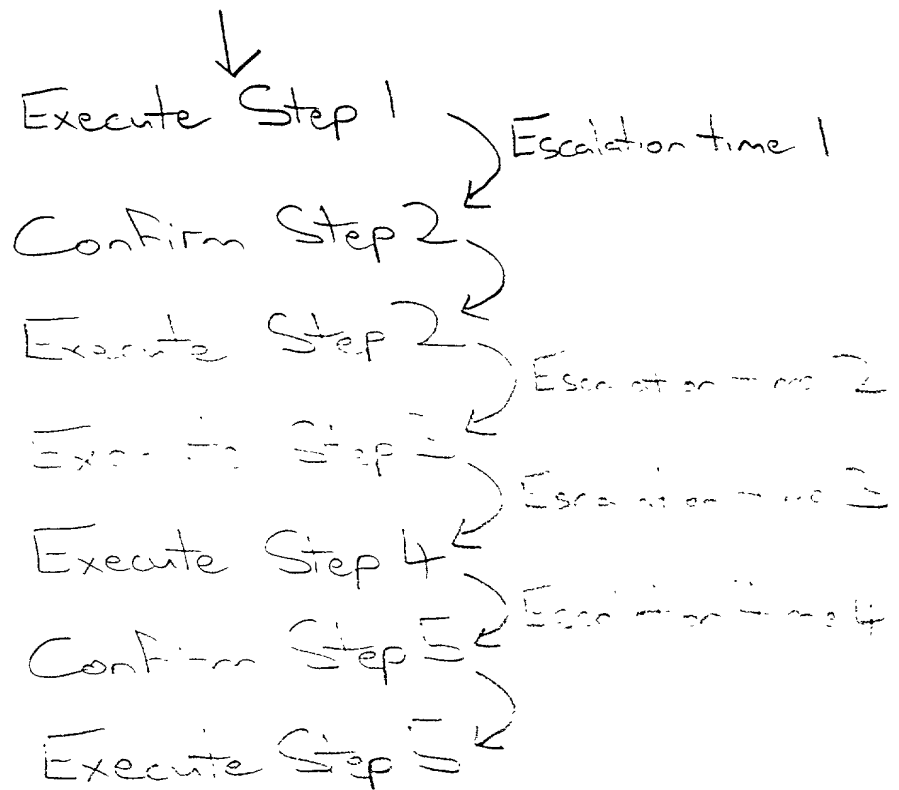 Execute Step 1
Escalation time 1
Confirm Step 2
Execute Step 2
Escalation time 2
Execute Step 3
Escalation time 3
Execute Step 4
Escalation time 4
Confirm Step 5
Execute Step 5